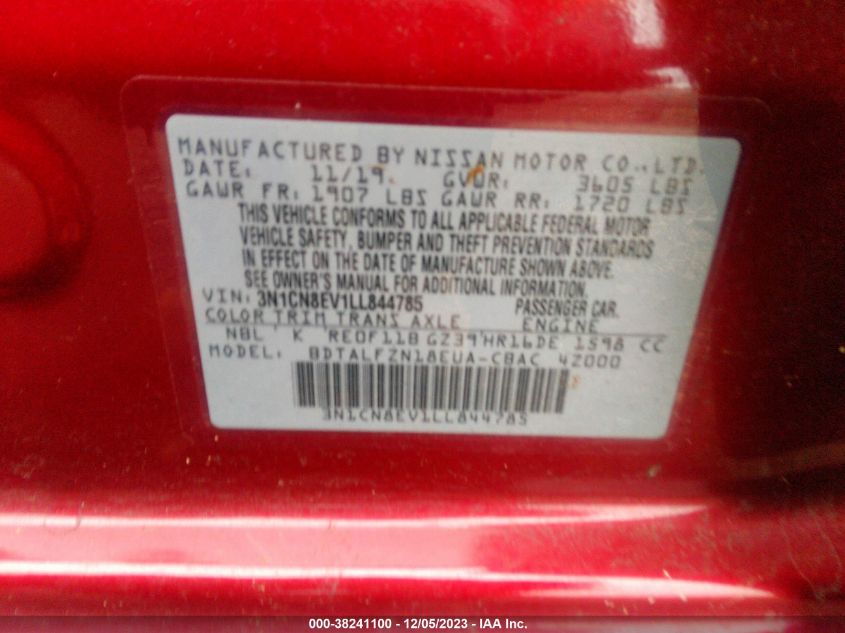 MANUFACTURED BY NISSAN MOTOR CO.,LTD.
DATE: 11/19 GVWR: 3605 LBS
GAWR FR: 1907 LBS GAWR RR: 1720 LBS
THIS VEHICLE CONFORMS TO ALL APPLICABLE FEDERAL MOTOR
VEHICLE SAFETY, BUMPER AND THEFT PREVENTION STANDARDS
IN EFFECT ON THE DATE OF MANUFACTURE SHOWN ABOVE.
SEE OWNER'S MANUAL FOR ADDITIONAL INFORMATION.
VIN: 3N1CN8EV1LL844785 PASSENGER CAR
COLOR TRIM TRANS AXLE ENGINE
NBL K RE0F11B GZ39 HR16DE 1598 CC
MODEL: BDTALFZN18EUA-CBAC 42000
3N1CN8EV1LL844785
000-38241100 - 12/05/2023 - IAA Inc.